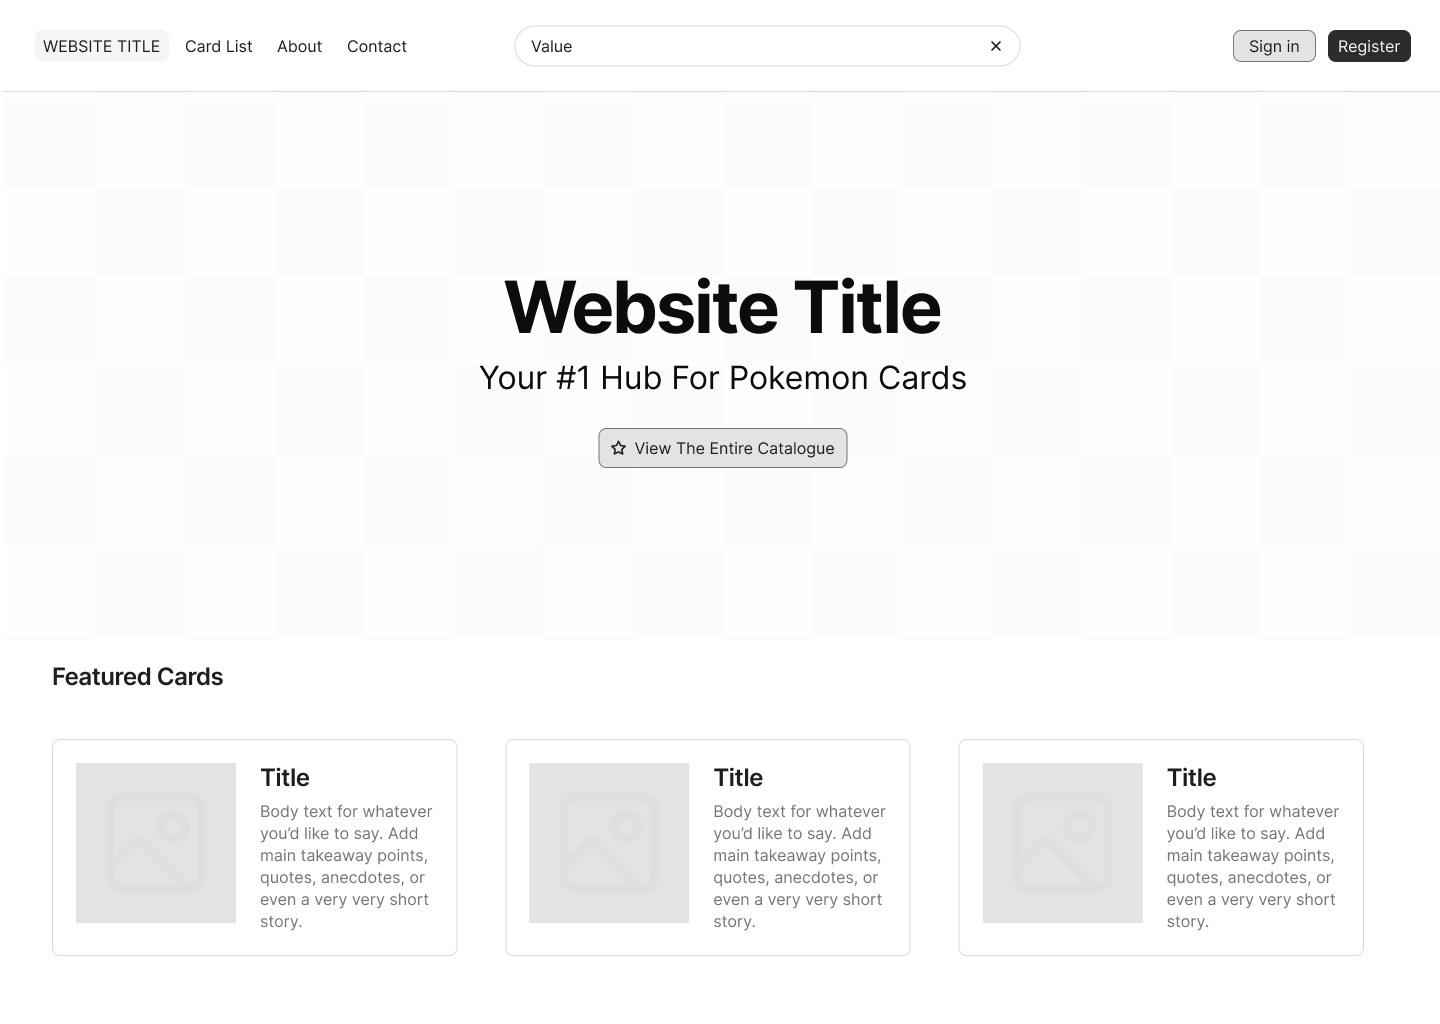 WEBSITE TITLE
Card List
About
Contact
Value
Sign in
Register
Website Title
Your #1 Hub For Pokemon Cards
View The Entire Catalogue
Featured Cards
Title
Body text for whatever
you’d like to say. Add
main takeaway points,
quotes, anecdotes, or
even a very very short
story.
Title
Body text for whatever
you’d like to say. Add
main takeaway points,
quotes, anecdotes, or
even a very very short
story.
Title
Body text for whatever
you’d like to say. Add
main takeaway points,
quotes, anecdotes, or
even a very very short
story.